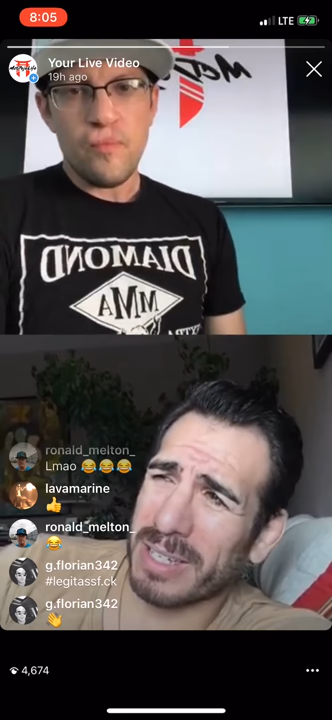 8:05
LTE
Your Live Video
19h ago
DIAMOND
MMA
ronald_melton_
Lmao 😂😂😂
lavamarine
👍
ronald_melton_
😂
g.florian342
#legitassf.ck
g.florian342
👋
4,674